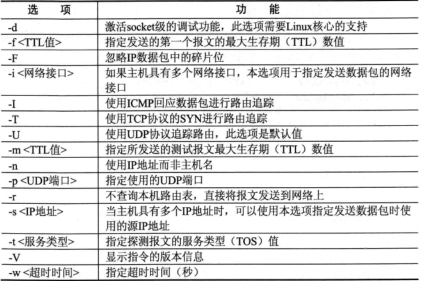 选 项 功 能
-d 激活socket级的调试功能，此选项需要Linux核心的支持
-f <TTL值> 指定发送的第一个报文的最大生存期（TTL）数值
-F 忽略IP数据中的碎片位
-i <网络接口> 如果主机具有多个网络接口，本选项用于指定发送数据包的网络
接口
-I 使用ICMP回应数据包进行路由追踪
-T 使用TCP协议的SYN进行路由追踪
-U 使用UDP协议追踪路由，此选项是默认值
-m <TTL值> 指定所发送的测试报文最大生存期（TTL）数值
-n 使用IP地址而非主机名
-p <UDP端口> 指定使用的UDP端口
-r 不查询本机路由表，直接将报文发送到网络上
-s <IP地址> 当主机具有多个IP地址时，可以使用本选项指定发送数据包时使
用的源IP地址
-t <服务类型> 指定探测报文的服务类型（TOS）值
-V 显示指令的版本信息
-w <超时时间> 指定超时时间（秒）